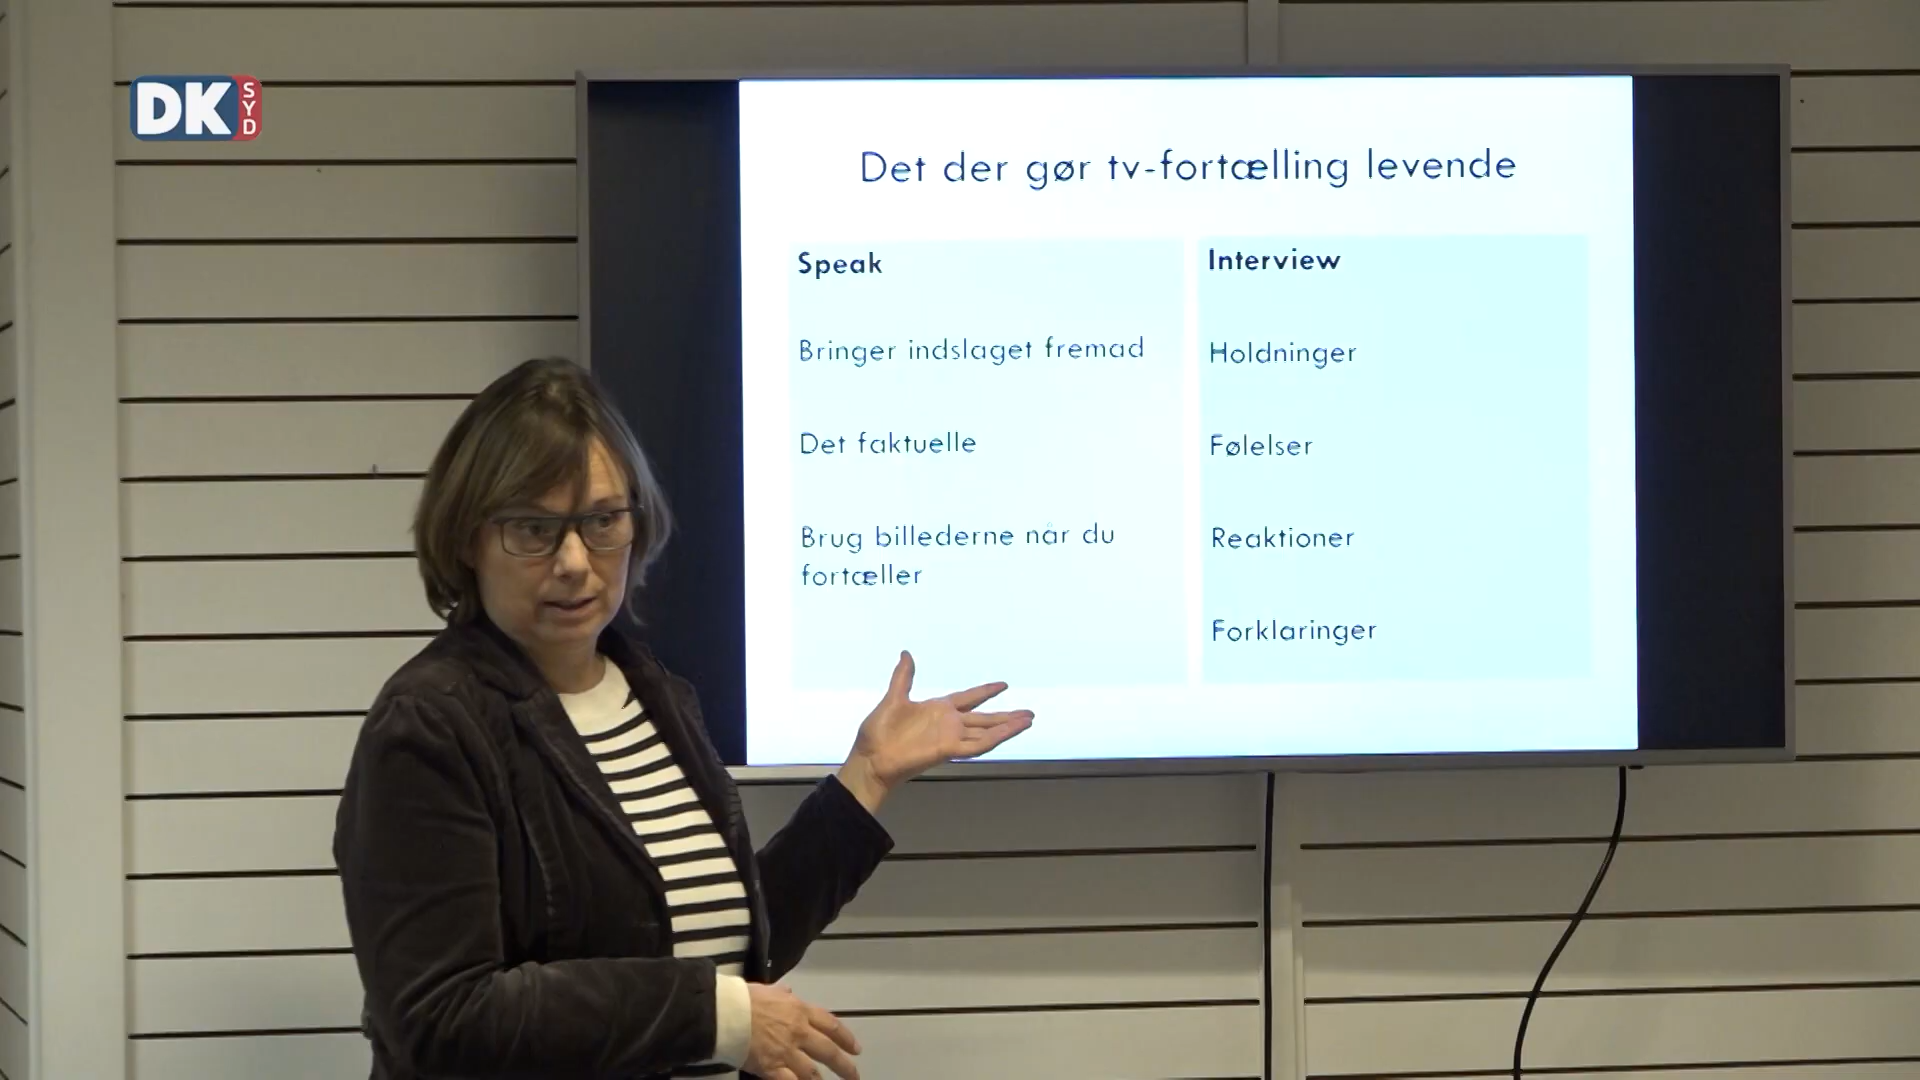 DK SYD
Det der gør tv-fortælling levende
Speak
Bringer indslaget fremad
Det faktuelle
Brug billederne når du
fortæller
Interview
Holdninger
Følelser
Reaktioner
Forklaringer